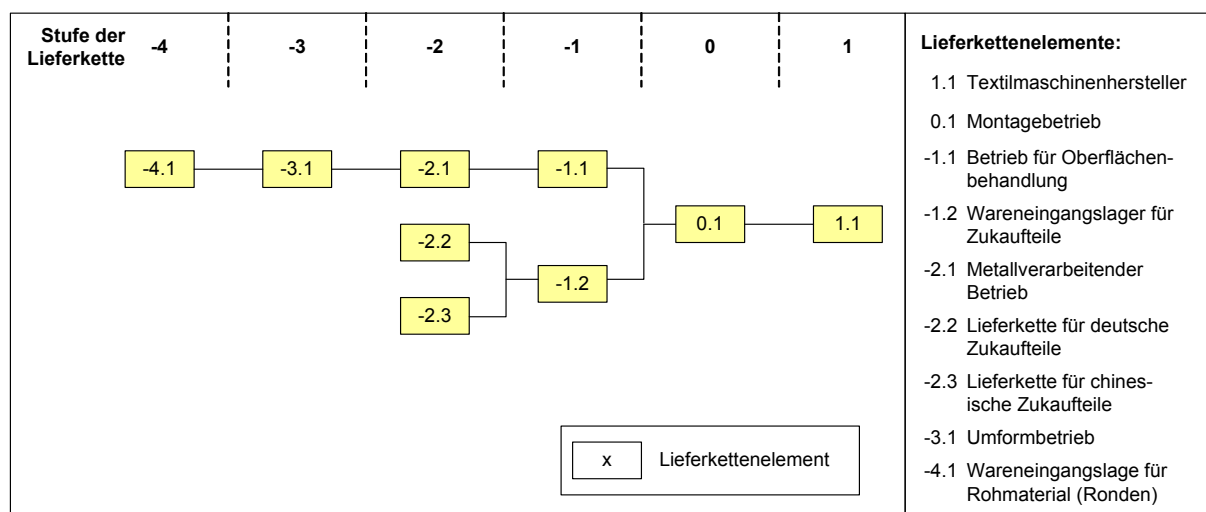 Stufe der
Lieferkette
-4 -3 -2 -1 0 1
-4.1 -3.1 -2.1 -1.1
0.1 1.1
-2.2
-1.2
-2.3
x Lieferkettenelement
Lieferkettenelemente:
1.1 Textilmaschinenhersteller
0.1 Montagebetrieb
-1.1 Betrieb für Oberflächen-
behandlung
-1.2 Wareneingangslager für
Zukaufteile
-2.1 Metallverarbeitender
Betrieb
-2.2 Lieferkette für deutsche
Zukaufteile
-2.3 Lieferkette für chines-
ische Zukaufteile
-3.1 Umformbetrieb
-4.1 Wareneingangslage für
Rohmaterial (Ronden)